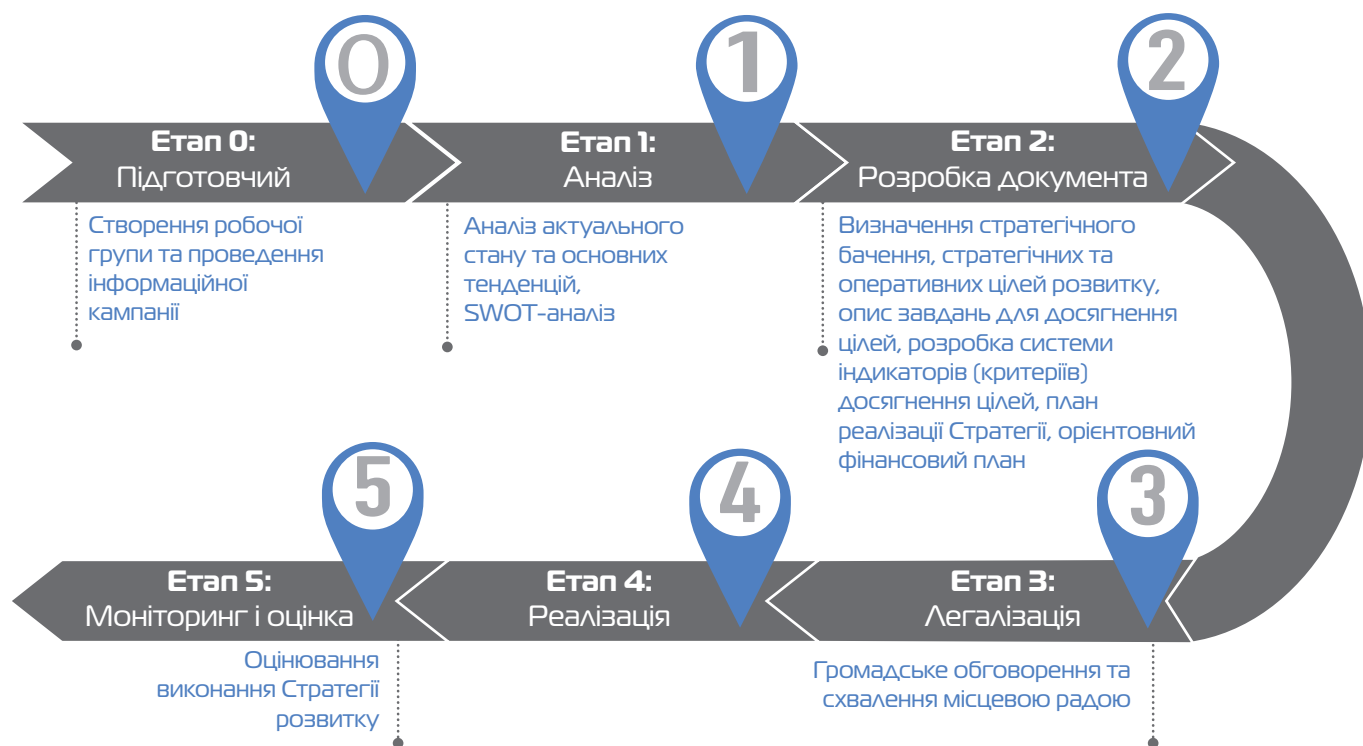 0
Етап 0:
Підготовчий
Створення робочої
групи та проведення
інформаційної
кампанії
1
Етап 1:
Аналіз
Аналіз актуального
стану та основних
тенденцій,
SWOT-аналіз
2
Етап 2:
Розробка документа
Визначення стратегічного
бачення, стратегічних та
оперативних цілей розвитку,
опис завдань для досягнення
цілей, розробка системи
індикаторів (критеріїв)
досягнення цілей, план
реалізації Стратегії, орієнтовний
фінансовий план
3
Етап 3:
Легалізація
Громадське обговорення та
схвалення місцевою радою
4
Етап 4:
Реалізація
5
Етап 5:
Моніторинг і оцінка
Оцінювання
виконання Стратегії
розвитку